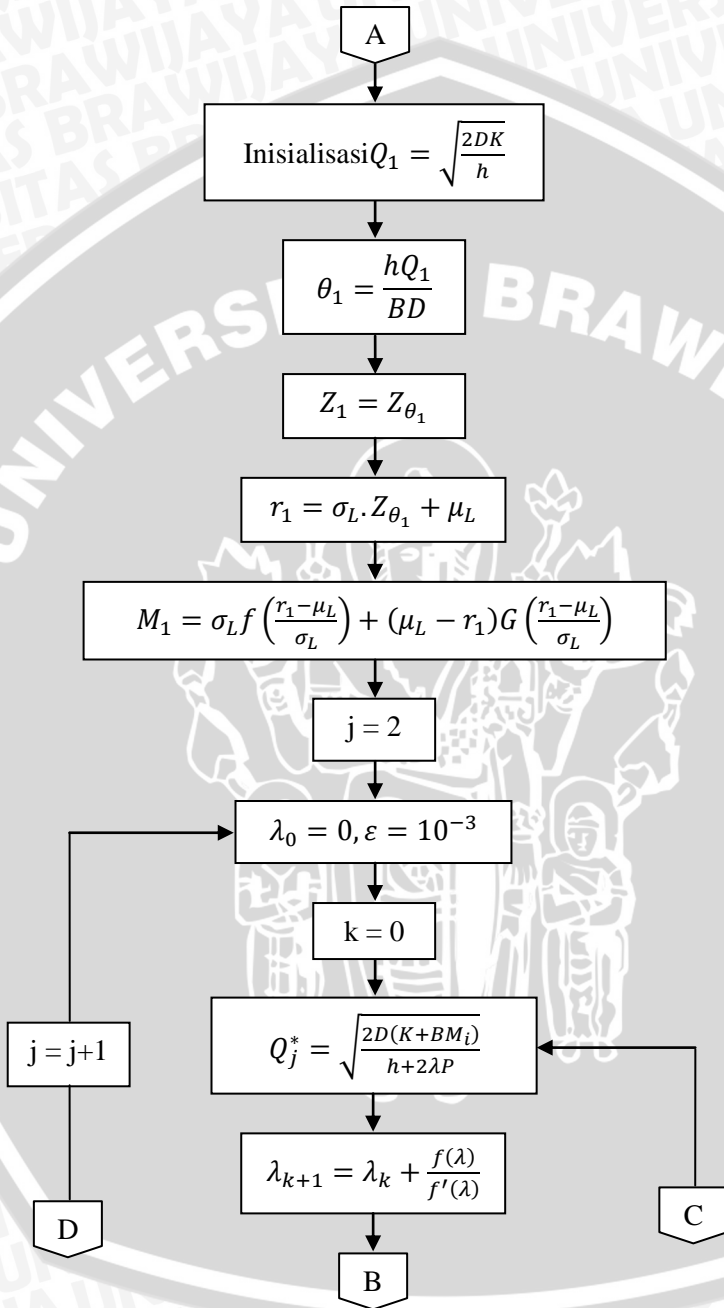 A
Inisialisasi$Q_1 = \sqrt{\frac{2DK}{h}}$
$\theta_1 = \frac{hQ_1}{BD}$
$Z_1 = Z_{\theta_1}$
$r_1 = \sigma_L . Z_{\theta_1} + \mu_L$
$M_1 = \sigma_L f\left(\frac{r_1 - \mu_L}{\sigma_L}\right) + (\mu_L - r_1) G\left(\frac{r_1 - \mu_L}{\sigma_L}\right)$
j = 2
$\lambda_0 = 0, \varepsilon = 10^{-3}$
k = 0
j = j+1
$Q_j^* = \sqrt{\frac{2D(K+BM_i)}{h+2\lambda P}}$
$\lambda_{k+1} = \lambda_k + \frac{f(\lambda)}{f'(\lambda)}$
D
C
B
UNIVERS
BRAWI